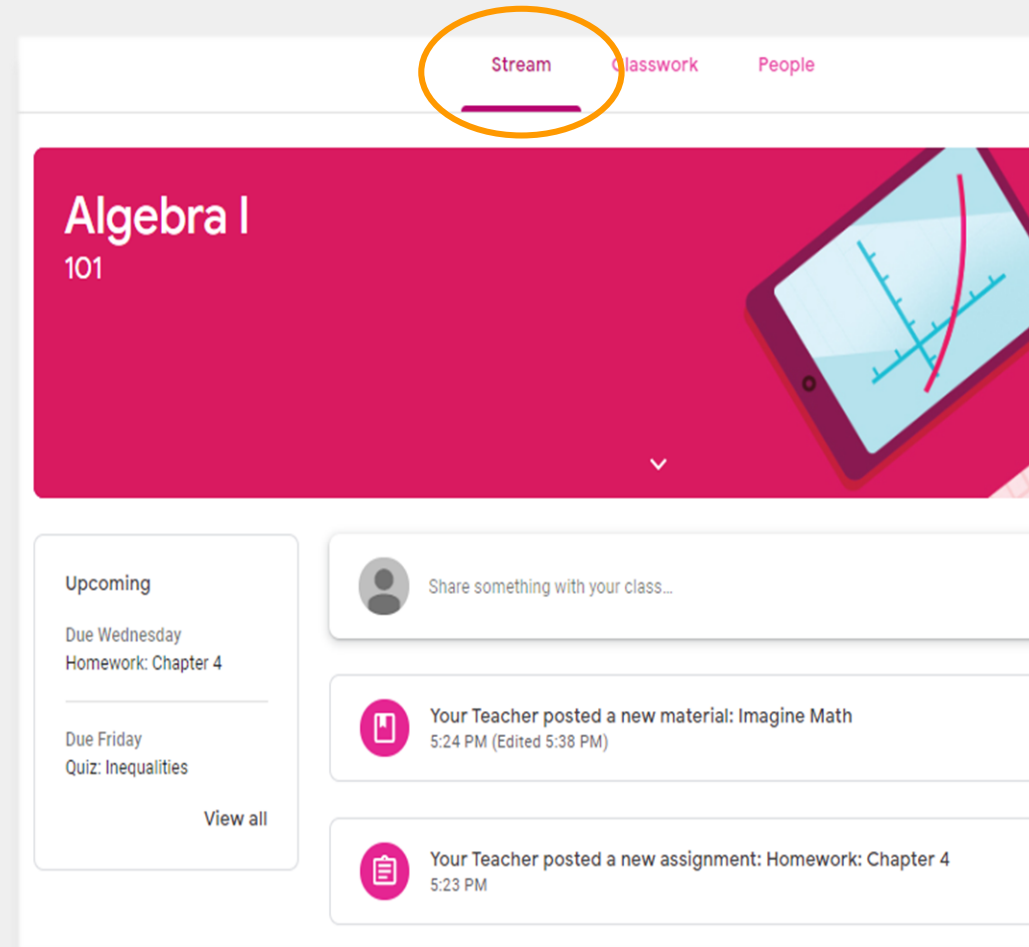 Stream Classwork People
Algebra I
101
Upcoming
Due Wednesday
Homework: Chapter 4
Due Friday
Quiz: Inequalities
View all
Share something with your class...
Your Teacher posted a new material: Imagine Math
5:24 PM (Edited 5:38 PM)
Your Teacher posted a new assignment: Homework: Chapter 4
5:23 PM